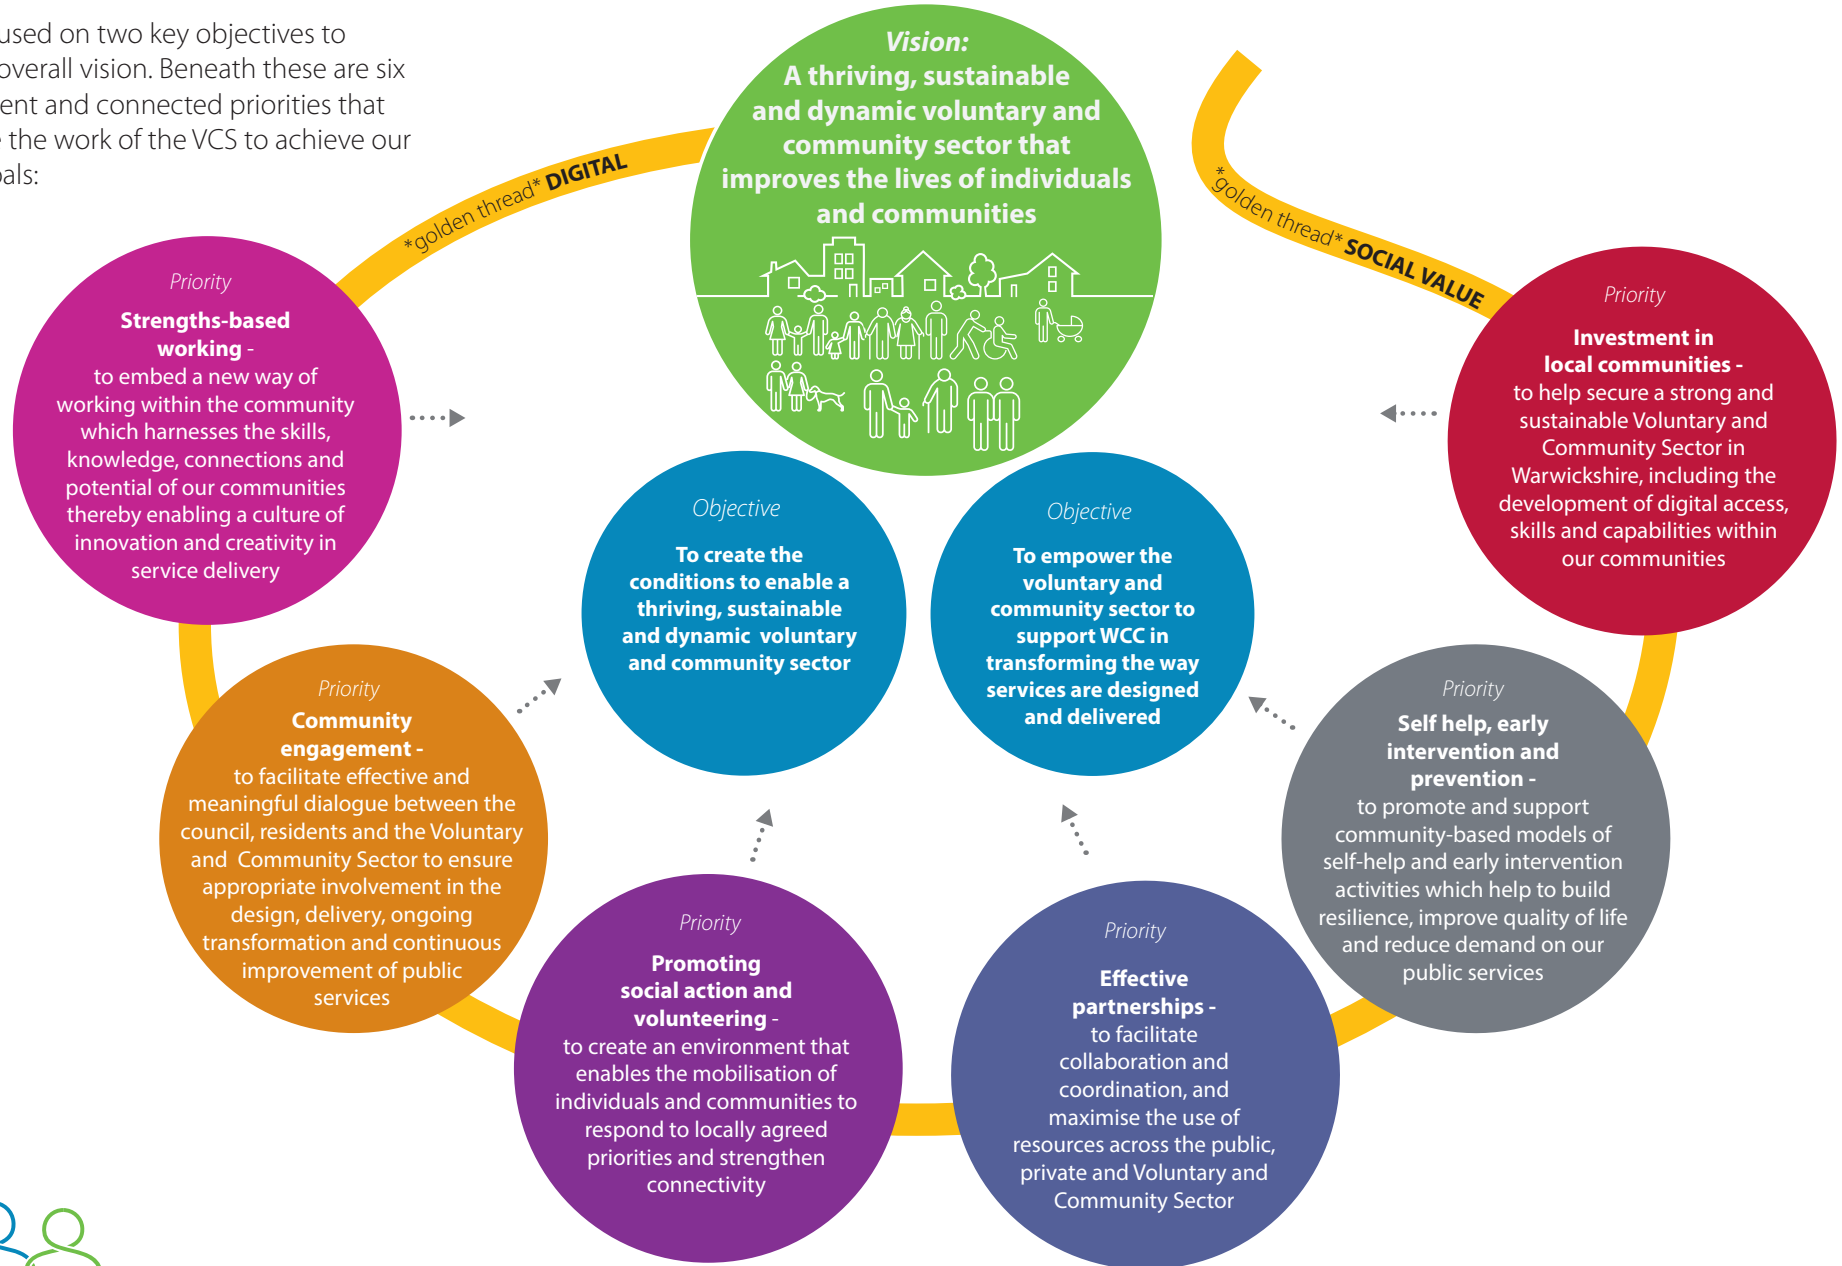 used on two key objectives to
overall vision. Beneath these are six
ent and connected priorities that
the work of the VCS to achieve our
als:
Vision:
A thriving, sustainable
and dynamic voluntary and
community sector that
improves the lives of individuals
and communities
*golden thread* DIGITAL
*golden thread* SOCIAL VALUE
Priority
Strengths-based
working -
to embed a new way of
working within the community
which harnesses the skills,
knowledge, connections and
potential of our communities
thereby enabling a culture of
innovation and creativity in
service delivery
Priority
Investment in
local communities -
to help secure a strong and
sustainable Voluntary and
Community Sector in
Warwickshire, including the
development of digital access,
skills and capabilities within
our communities
Objective
To create the
conditions to enable a
thriving, sustainable
and dynamic  voluntary
and community sector
Objective
To empower the
voluntary and
community sector to
support WCC in
transforming the way
services are designed
and delivered
Priority
Community
engagement -
to facilitate effective and
meaningful dialogue between the
council, residents and the Voluntary
and  Community Sector to ensure
appropriate involvement in the
design, delivery, ongoing
transformation and continuous
improvement of public
services
Priority
Self help, early
intervention and
prevention -
to promote and support
community-based models of
self-help and early intervention
activities which help to build
resilience, improve quality of life
and reduce demand on our
public services
Priority
Promoting
social action and
volunteering -
to create an environment that
enables the mobilisation of
individuals and communities to
respond to locally agreed
priorities and strengthen
connectivity
Priority
Effective
partnerships -
to facilitate
collaboration and
coordination, and
maximise the use of
resources across the public,
private and Voluntary and
Community Sector